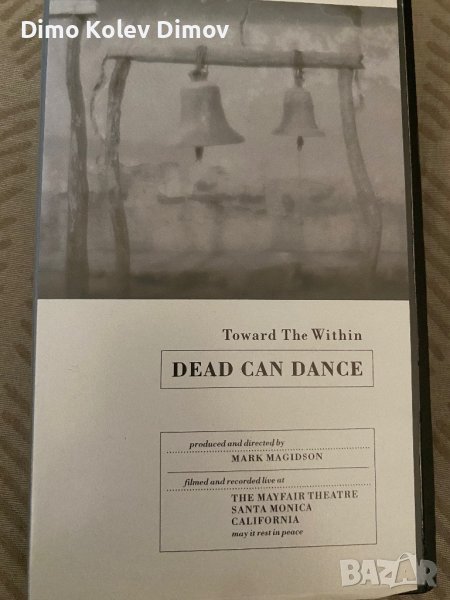 Dimo Kolev Dimov
Toward The Within
DEAD CAN DANCE
produced and directed by
MARK MAGIDSON
filmed and recorded live at
THE MAYFAIR THEATRE
SANTA MONICA
CALIFORNIA
may it rest in peace
BAZAR